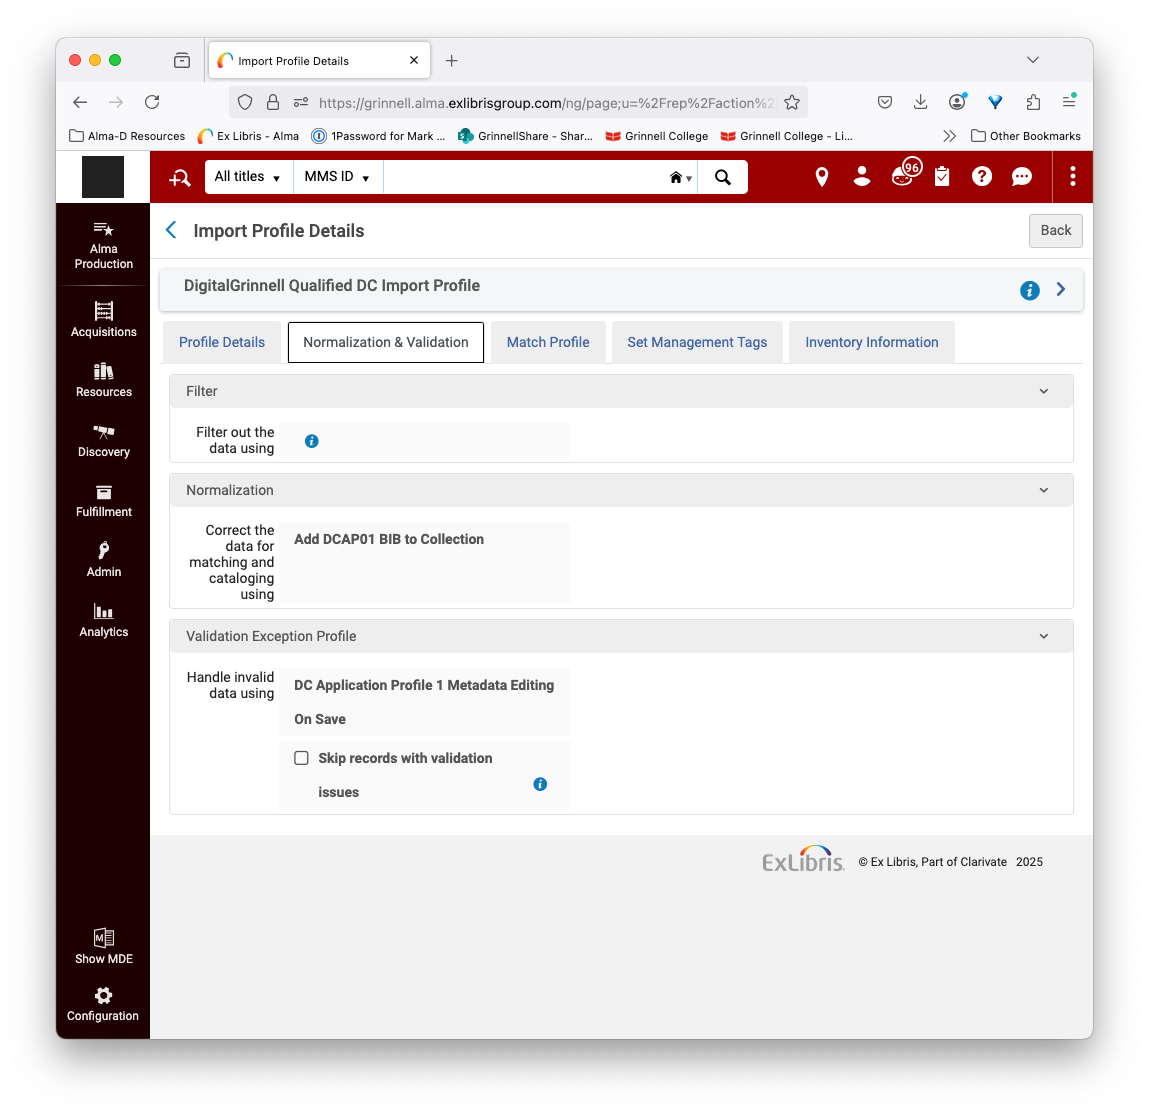 Import Profile Details
https://grinnell.alma.exlibrisgroup.com/ng/page;u=%2Frep%2Faction%2
Alma-D Resources
Ex Libris - Alma
1Password for Mark ...
GrinnellShare - Shar...
Grinnell College
Grinnell College - Li...
Other Bookmarks
All titles
MMS ID
96
Alma
Production
Acquisitions
Resources
Discovery
Fulfillment
Admin
Analytics
Show MDE
Configuration
Import Profile Details
Back
DigitalGrinnell Qualified DC Import Profile
Profile Details
Normalization & Validation
Match Profile
Set Management Tags
Inventory Information
Filter
Filter out the
data using
Normalization
Correct the
data for
matching and
cataloging
using
Add DCAP01 BIB to Collection
Validation Exception Profile
Handle invalid
data using
DC Application Profile 1 Metadata Editing
On Save
Skip records with validation
issues
ExLibris
© Ex Libris, Part of Clarivate 2025